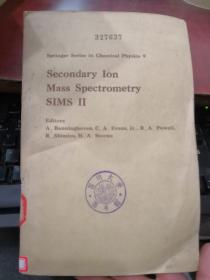 327637
Springer Series in Chemical Physics 9
Secondary Ion
Mass Spectrometry
SIMS II
Editors
A. Benninghoven, C. A. Evans, Jr., R. A. Powell,
R. Shimizu, H. A. Storms